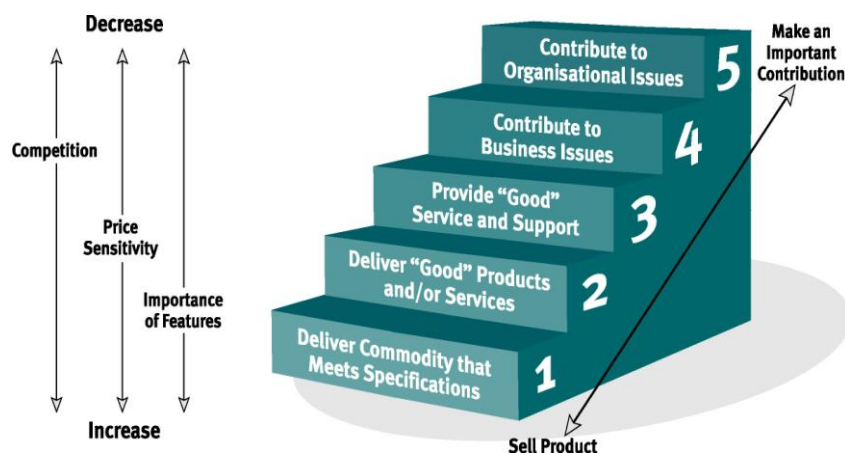 Decrease
Competition
Price
Sensitivity
Importance
of Features
Increase
Contribute to
Organisational Issues
5
Contribute to
Business Issues
4
Provide “Good”
Service and Support
3
Deliver “Good” Products
and/or Services
2
Deliver Commodity that
Meets Specifications
1
Make an
Important
Contribution
Sell Product